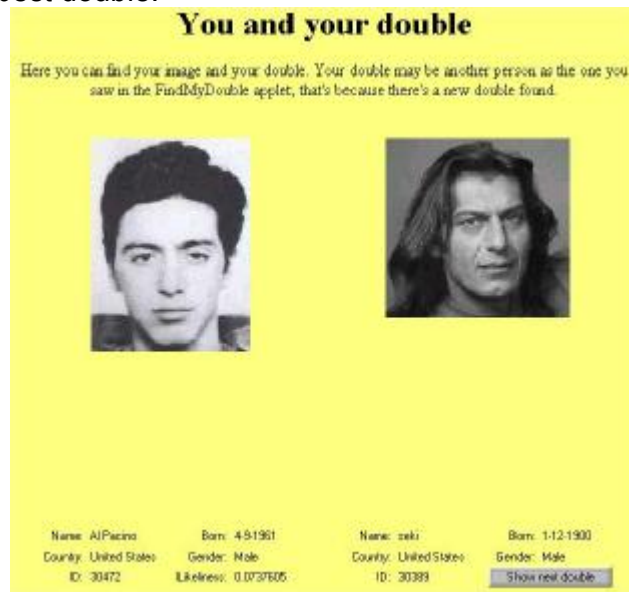 best double.
You and your double
Here you can find your image and your double. Your double may be another person as the one you
saw in the FindMyDouble applet, that's because there's a new double found.
Name: Al Pacino Born: 4-9-1961 Name: zeki Born: 1-12-1900
Country: United States Gender: Male Country: United States Gender: Male
ID: 30472 Likeliness: 0.0737605 ID: 30389 Show next double